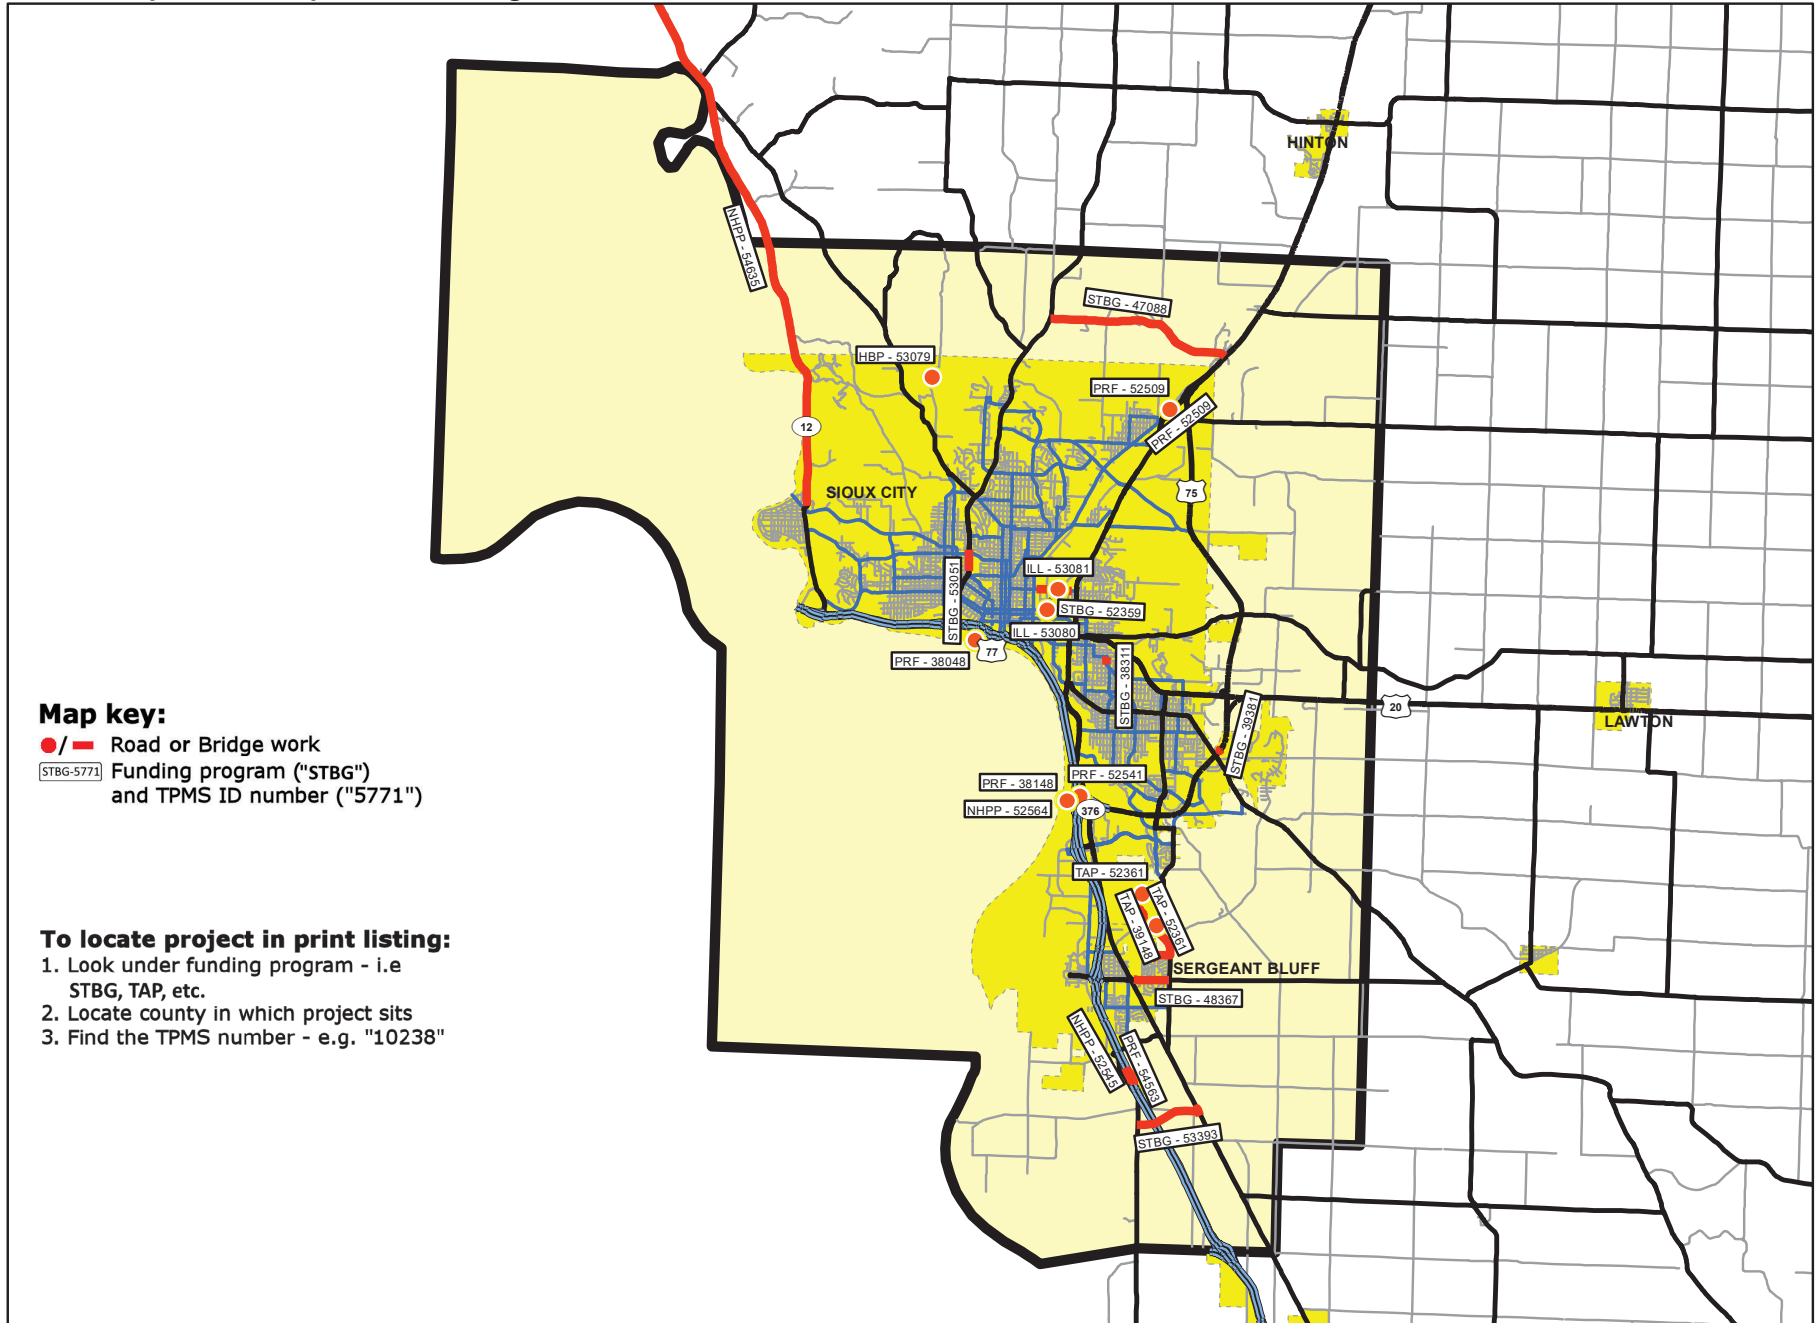 HINTON
NHPP - 54635
STBG - 47088
HBP - 53079
PRF - 52509
PRF - 52509
12
75
SIOUX CITY
STBG - 53051
ILL - 53081
STBG - 52359
ILL - 53080
77
PRF - 38048
STBG - 38311
STBG - 39381
20
LAWTON
Map key:
/ Road or Bridge work
STBG-5771 Funding program ("STBG")
and TPMS ID number ("5771")
PRF - 38148
PRF - 52541
NHPP - 52564
376
TAP - 52361
TAP - 39148
TAP - 52361
To locate project in print listing:
1. Look under funding program - i.e
STBG, TAP, etc.
2. Locate county in which project sits
3. Find the TPMS number - e.g. "10238"
SERGEANT BLUFF
STBG - 48367
NHPP - 52545
PRF - 54563
STBG - 53393